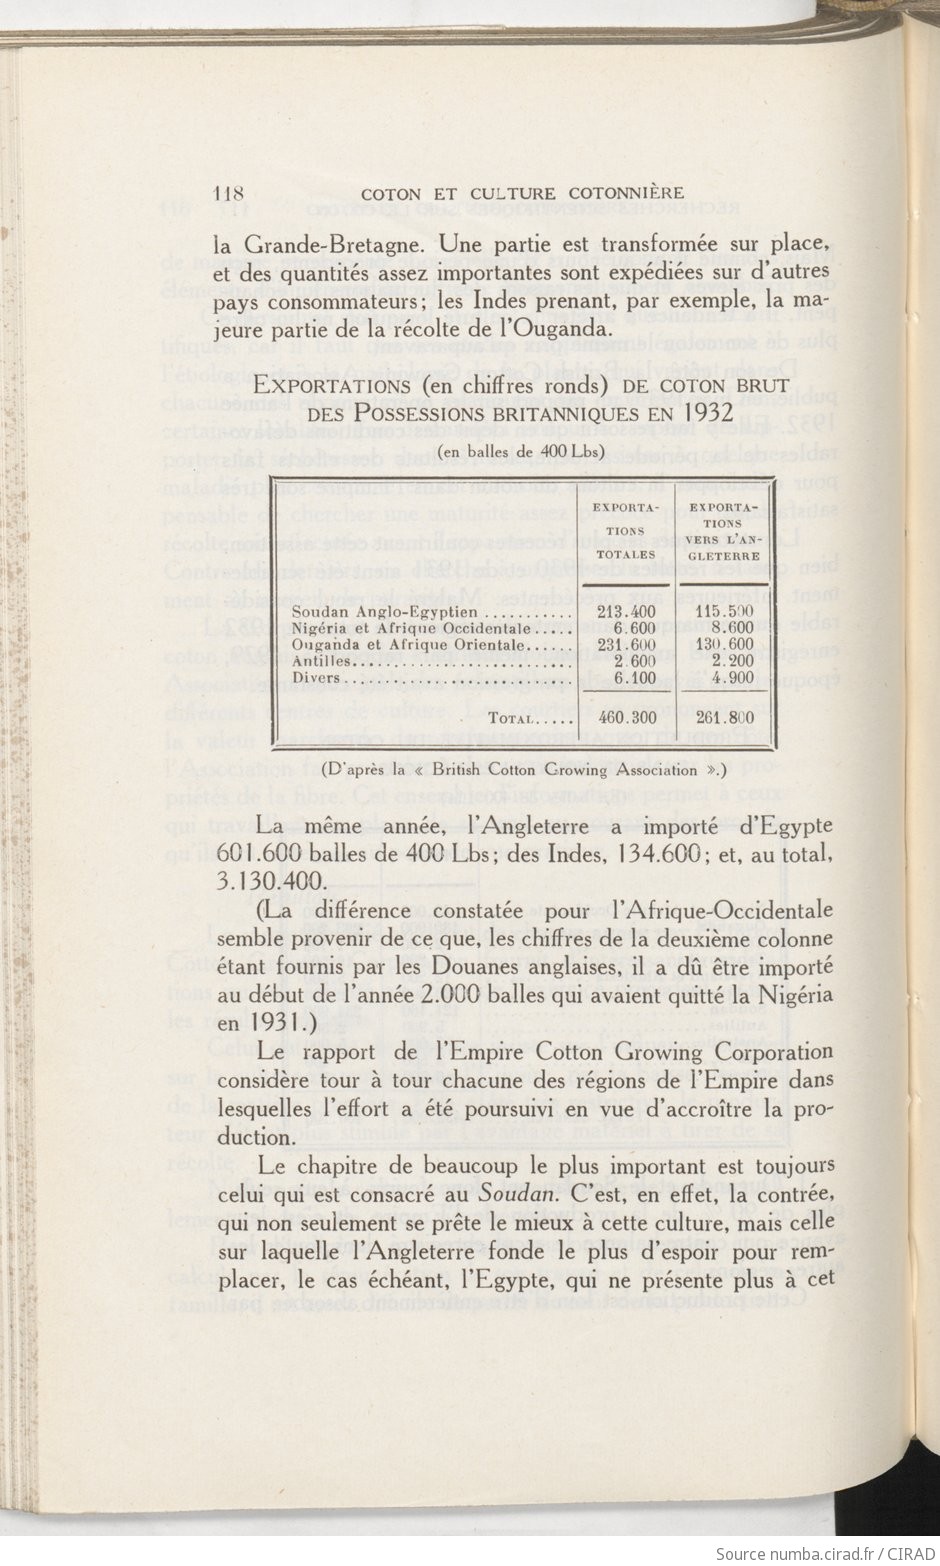 118 COTON ET CULTURE COTONNIÈRE
la Grande-Bretagne. Une partie est transformée sur place,
et des quantités assez importantes sont expédiées sur d'autres
pays consommateurs; les Indes prenant, par exemple, la ma-
jeure partie de la récolte de l'Ouganda.
EXPORTATIONS (en chiffres ronds) DE COTON BRUT
DES POSSESSIONS BRITANNIQUES EN 1932
(en balles de 400 Lbs)
EXPORTA- EXPORTA-
TIONS TIONS
TOTALES VERS L'AN-
GLETERRE
Soudan Anglo-Egyptien ........... 213.400 115.500
Nigéria et Afrique Occidentale..... 6.600 8.600
Ouganda et Afrique Orientale...... 231.600 130.600
Antilles.......................... 2.600 2.200
Divers........................... 6.100 4.900
TOTAL..... 460.300 261.800
(D'après la « British Cotton Growing Association ».)
La même année, l'Angleterre a importé d'Egypte
601.600 balles de 400 Lbs; des Indes, 134.600; et, au total,
3.130.400.
(La différence constatée pour l'Afrique-Occidentale
semble provenir de ce que, les chiffres de la deuxième colonne
étant fournis par les Douanes anglaises, il a dû être importé
au début de l'année 2.000 balles qui avaient quitté la Nigéria
en 1931.)
Le rapport de l'Empire Cotton Growing Corporation
considère tour à tour chacune des régions de l'Empire dans
lesquelles l'effort a été poursuivi en vue d'accroître la pro-
duction.
Le chapitre de beaucoup le plus important est toujours
celui qui est consacré au Soudan. C'est, en effet, la contrée,
qui non seulement se prête le mieux à cette culture, mais celle
sur laquelle l'Angleterre fonde le plus d'espoir pour rem-
placer, le cas échéant, l'Egypte, qui ne présente plus à cet
Source numba.cirad.fr / CIRAD